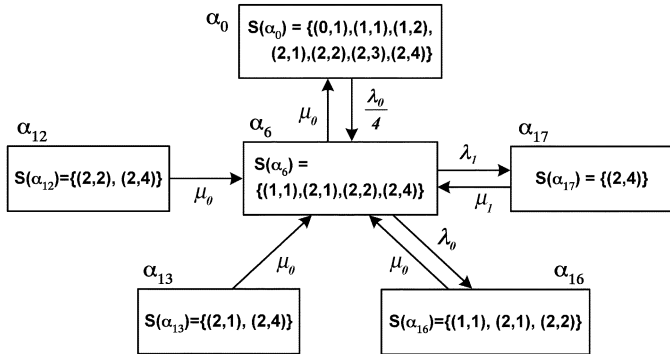 α0
S(α0) = {(0,1),(1,1),(1,2),
(2,1),(2,2),(2,3),(2,4)}
μ0
λ0/4
α12
α6
α17
S(α12)={(2,2), (2,4)}
μ0
S(α6) =
{(1,1),(2,1),(2,2),(2,4)}
λ1
μ1
S(α17) = {(2,4)}
μ0
μ0
λ0
α13
α16
S(α13)={(2,1), (2,4)}
S(α16)={(1,1), (2,1), (2,2)}